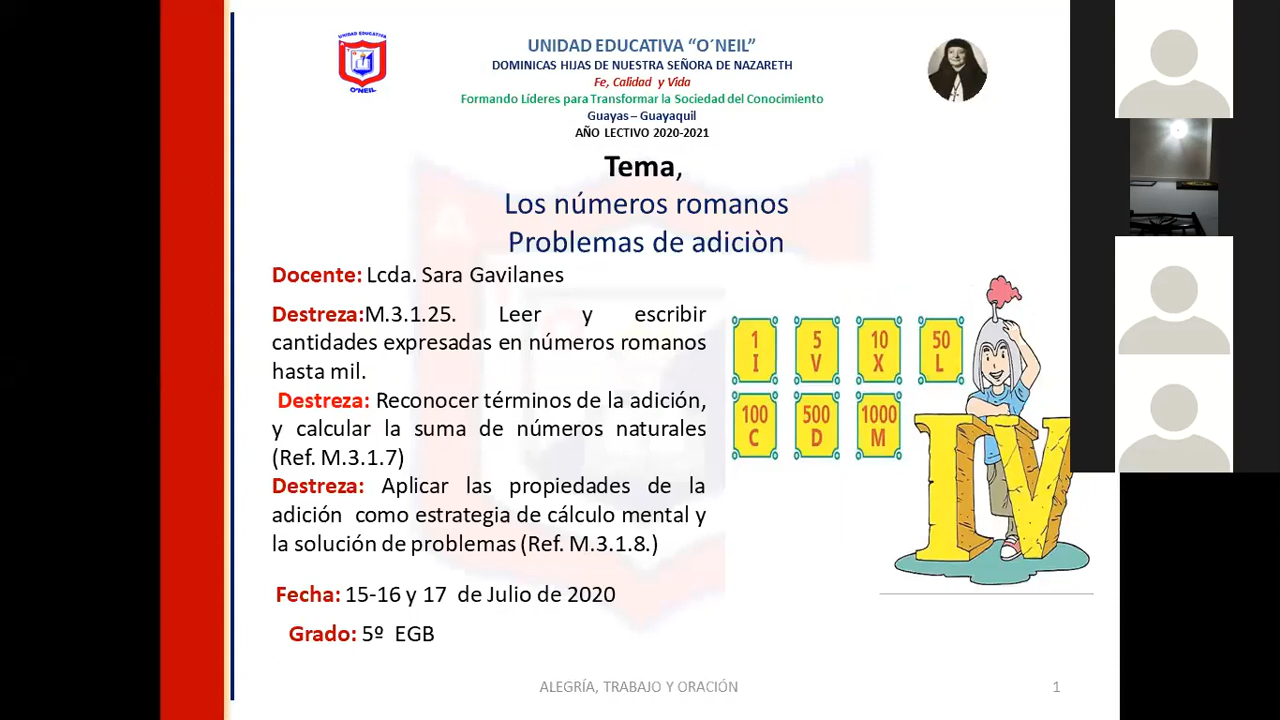 UNIDAD EDUCATIVA
O´NEIL
UNIDAD EDUCATIVA “O´NEIL”
DOMINICAS HIJAS DE NUESTRA SEÑORA DE NAZARETH
Fe, Calidad y Vida
Formando Líderes para Transformar la Sociedad del Conocimiento
Guayas – Guayaquil
AÑO LECTIVO 2020-2021
Tema,
Los números romanos
Problemas de adiciòn
Docente: Lcda. Sara Gavilanes
Destreza:M.3.1.25. Leer y escribir
cantidades expresadas en números romanos
hasta mil.
Destreza: Reconocer términos de la adición,
y calcular la suma de números naturales
(Ref. M.3.1.7)
Destreza: Aplicar las propiedades de la
adición como estrategia de cálculo mental y
la solución de problemas (Ref. M.3.1.8.)
Fecha: 15-16 y 17 de Julio de 2020
Grado: 5º EGB
1 5 10 50
I V X L
100 500 1000
C D M
IV
ALEGRÍA, TRABAJO Y ORACIÓN
1